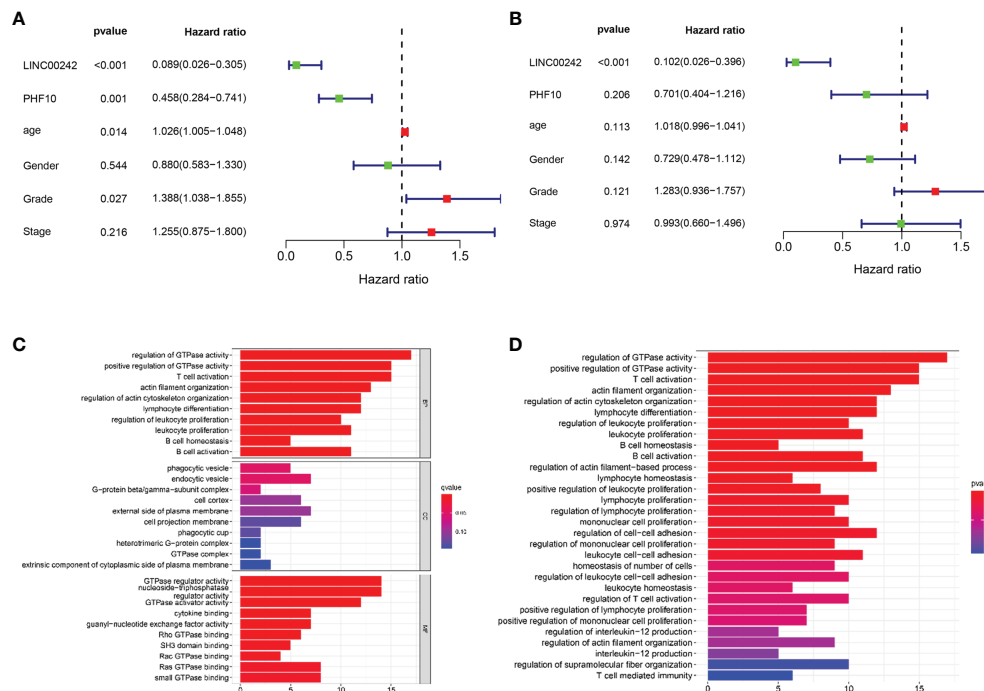 A
pvalue Hazard ratio
LINC00242 <0.001 0.089(0.026−0.305)
PHF10 0.001 0.458(0.284−0.741)
age 0.014 1.026(1.005−1.048)
Gender 0.544 0.880(0.583−1.330)
Grade 0.027 1.388(1.038−1.855)
Stage 0.216 1.255(0.875−1.800)
0.0 0.5 1.0 1.5
Hazard ratio
B
pvalue Hazard ratio
LINC00242 <0.001 0.102(0.026−0.396)
PHF10 0.206 0.701(0.404−1.216)
age 0.113 1.018(0.996−1.041)
Gender 0.142 0.729(0.478−1.112)
Grade 0.121 1.283(0.936−1.757)
Stage 0.974 0.993(0.660−1.496)
0.0 0.5 1.0 1.5
Hazard ratio
C
regulation of GTPase activity
positive regulation of GTPase activity
T cell activation
actin filament organization
regulation of actin cytoskeleton organization
lymphocyte differentiation
regulation of leukocyte proliferation
leukocyte proliferation
B cell homeostasis
B cell activation
BP
phagocytic vesicle
endocytic vesicle
G−protein beta/gamma−subunit complex
cell cortex
external side of plasma membrane
cell projection membrane
phagocytic cup
heterotrimeric G−protein complex
GTPase complex
extrinsic component of cytoplasmic side of plasma membrane
CC
GTPase regulator activity
nucleoside−triphosphatase
regulator activity
GTPase activator activity
cytokine binding
guanyl−nucleotide exchange factor activity
Rho GTPase binding
SH3 domain binding
Rac GTPase binding
Ras GTPase binding
small GTPase binding
MF
0 5 10 15
qvalue
0.05
0.10
D
regulation of GTPase activity
positive regulation of GTPase activity
T cell activation
actin filament organization
regulation of actin cytoskeleton organization
lymphocyte differentiation
regulation of leukocyte proliferation
leukocyte proliferation
B cell homeostasis
B cell activation
regulation of actin filament−based process
lymphocyte homeostasis
positive regulation of leukocyte proliferation
lymphocyte proliferation
regulation of lymphocyte proliferation
mononuclear cell proliferation
regulation of cell−cell adhesion
regulation of mononuclear cell proliferation
leukocyte cell−cell adhesion
homeostasis of number of cells
regulation of leukocyte cell−cell adhesion
leukocyte homeostasis
regulation of T cell activation
positive regulation of lymphocyte proliferation
positive regulation of mononuclear cell proliferation
regulation of interleukin−12 production
regulation of actin filament organization
interleukin−12 production
regulation of supramolecular fiber organization
T cell mediated immunity
0 5 10 15
pva